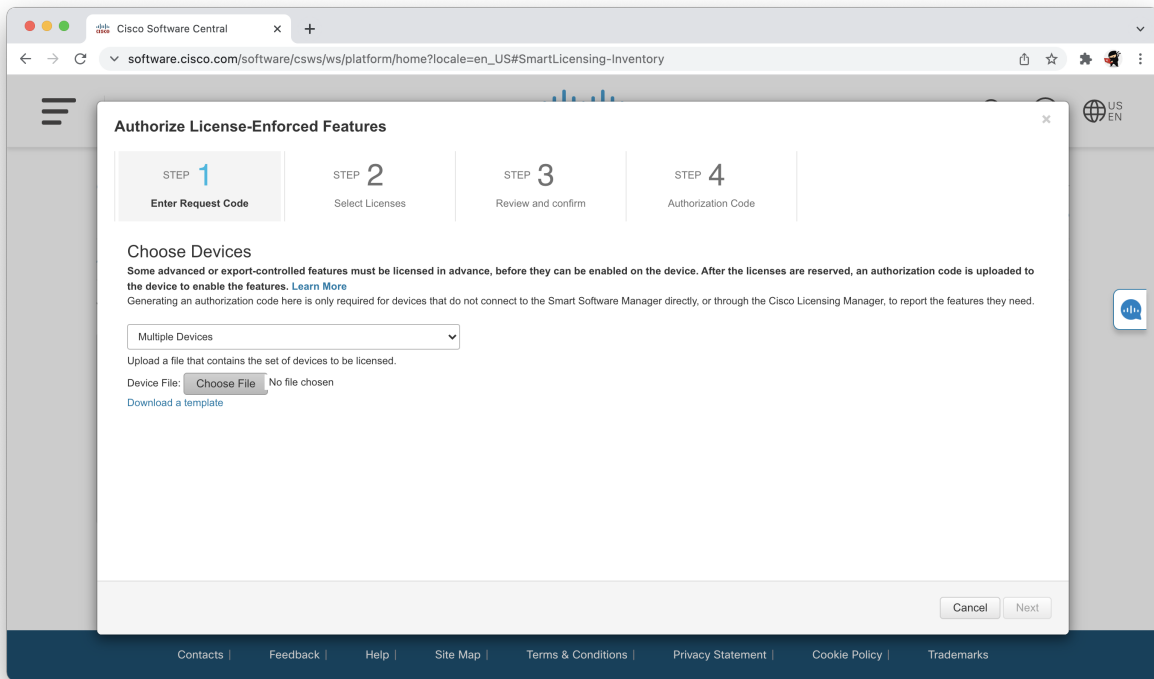 Cisco Software Central
software.cisco.com/software/csws/ws/platform/home?locale=en_US#SmartLicensing-Inventory
US
EN
Authorize License-Enforced Features
STEP 1
Enter Request Code
STEP 2
Select Licenses
STEP 3
Review and confirm
STEP 4
Authorization Code
Choose Devices
Some advanced or export-controlled features must be licensed in advance, before they can be enabled on the device. After the licenses are reserved, an authorization code is uploaded to
the device to enable the features. Learn More
Generating an authorization code here is only required for devices that do not connect to the Smart Software Manager directly, or through the Cisco Licensing Manager, to report the features they need.
Multiple Devices
Upload a file that contains the set of devices to be licensed.
Device File: Choose File No file chosen
Download a template
Cancel Next
Contacts | Feedback | Help | Site Map | Terms & Conditions | Privacy Statement | Cookie Policy | Trademarks